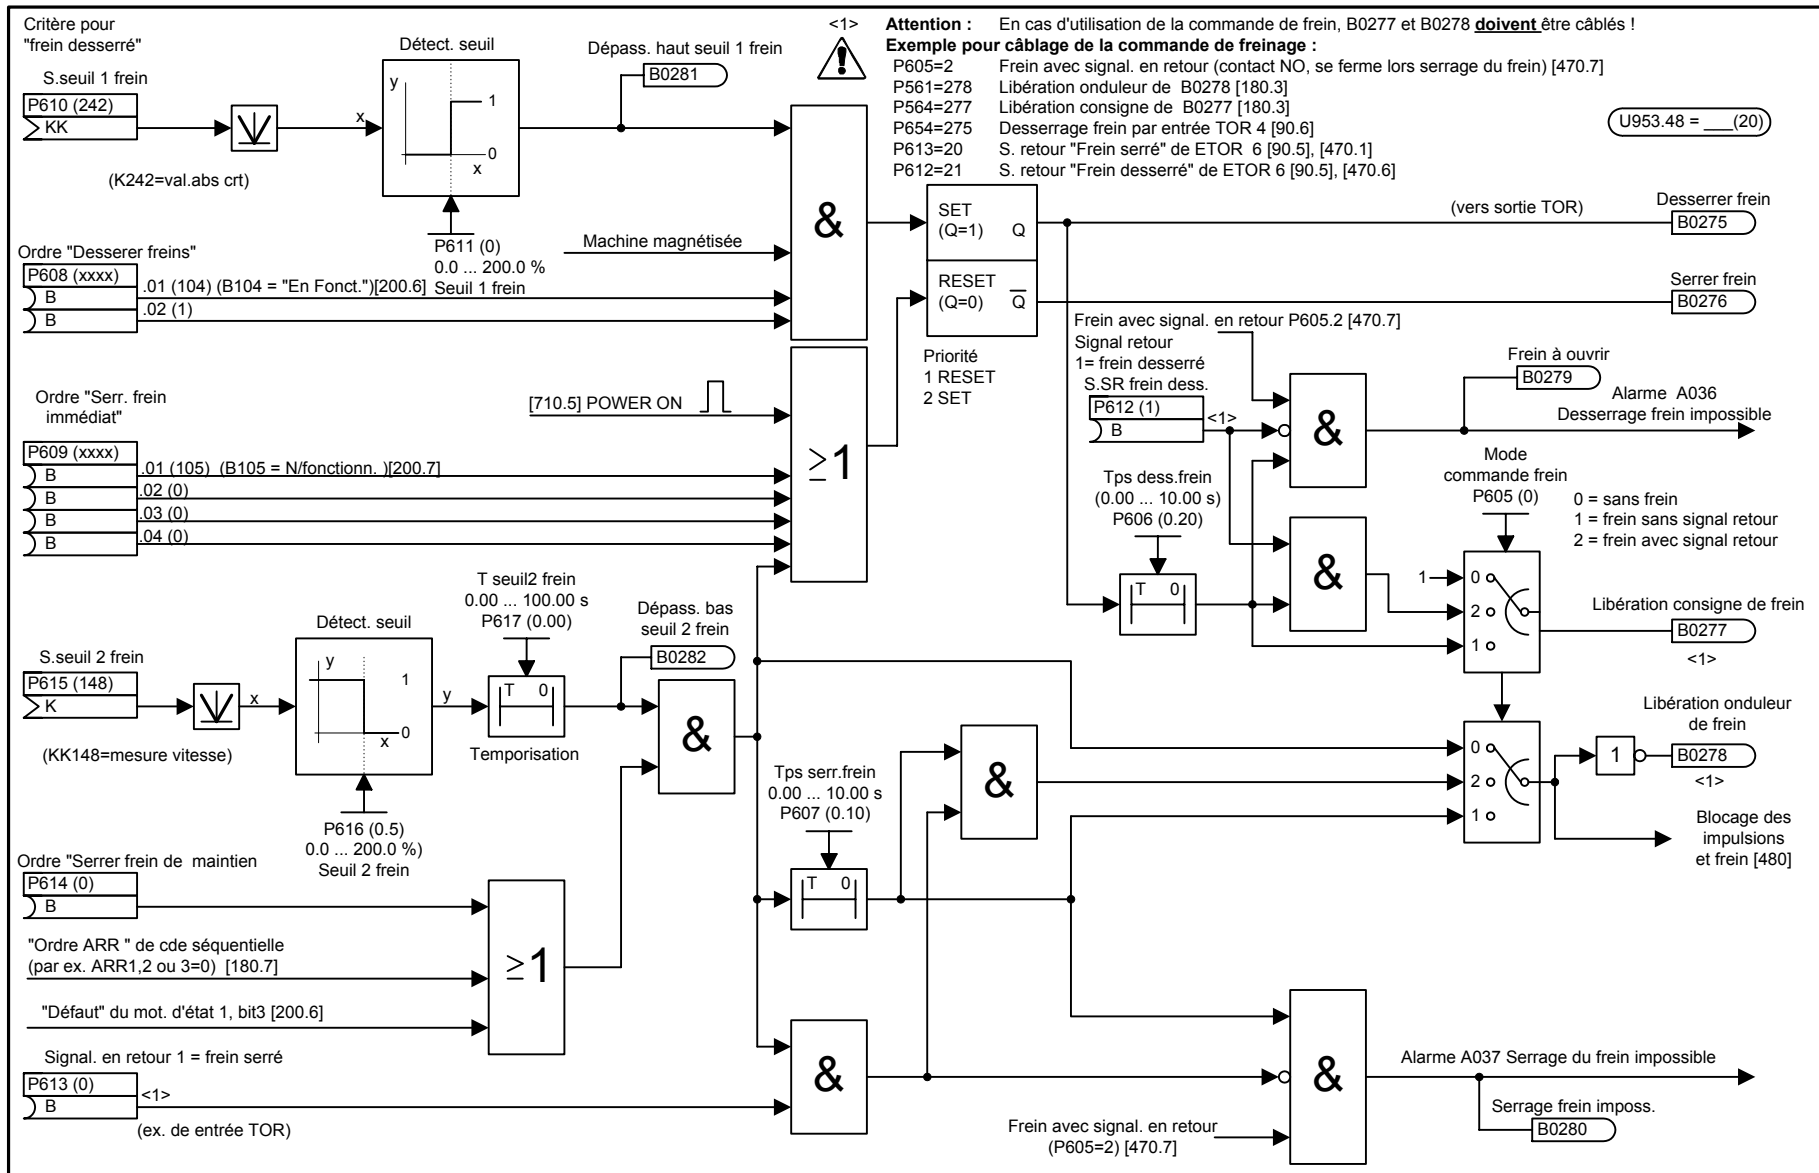 Critère pour
"frein desserré"
S.seuil 1 frein
P610 (242)
KK
(K242=val.abs crt)
x
Détect. seuil
y
1
0
x
P611 (0)
0.0 ... 200.0 %
Seuil 1 frein
Dépass. haut seuil 1 frein
B0281
<1>
Attention : En cas d'utilisation de la commande de frein, B0277 et B0278 doivent être câblés !
Exemple pour câblage de la commande de freinage :
P605=2 Frein avec signal. en retour (contact NO, se ferme lors serrage du frein) [470.7]
P561=278 Libération onduleur de B0278 [180.3]
P564=277 Libération consigne de B0277 [180.3]
P654=275 Desserrage frein par entrée TOR 4 [90.6]
P613=20 S. retour "Frein serré" de ETOR 6 [90.5], [470.1]
P612=21 S. retour "Frein desserré" de ETOR 6 [90.5], [470.6]
U953.48 = ___(20)
Machine magnétisée
Ordre "Desserer freins"
P608 (xxxx)
B .01 (104) (B104 = "En Fonct.")[200.6]
B .02 (1)
&
SET
(Q=1) Q
RESET
(Q=0) Q
Priorité
1 RESET
2 SET
(vers sortie TOR)
Desserrer frein
B0275
Serrer frein
B0276
Ordre "Serr. frein
immédiat"
[710.5] POWER ON
P609 (xxxx)
B .01 (105) (B105 = N/fonctionn. )[200.7]
B .02 (0)
B .03 (0)
B .04 (0)
≥1
Frein avec signal. en retour P605.2 [470.7]
Signal retour
1= frein desserré
S.SR frein dess.
P612 (1)
B
<1>
&
Frein à ouvrir
B0279
Alarme A036
Desserrage frein impossible
Tps dess.frein
(0.00 ... 10.00 s)
P606 (0.20)
T 0
&
Mode
commande frein
P605 (0)
0 = sans frein
1 = frein sans signal retour
2 = frein avec signal retour
1
0
2
1
Libération consigne de frein
B0277
<1>
S.seuil 2 frein
P615 (148)
K
(KK148=mesure vitesse)
x
Détect. seuil
y
1
0
x
P616 (0.5)
0.0 ... 200.0 %)
Seuil 2 frein
y
T seuil2 frein
0.00 ... 100.00 s
P617 (0.00)
T 0
Temporisation
Dépass. bas
seuil 2 frein
B0282
&
Tps serr.frein
0.00 ... 10.00 s
P607 (0.10)
T 0
&
0
2
1
1
Libération onduleur
de frein
B0278
<1>
Blocage des
impulsions
et frein [480]
Ordre "Serrer frein de maintien
P614 (0)
B
"Ordre ARR " de cde séquentielle
(par ex. ARR1,2 ou 3=0) [180.7]
"Défaut" du mot. d'état 1, bit3 [200.6]
≥1
Signal. en retour 1 = frein serré
P613 (0)
B
<1>
(ex. de entrée TOR)
&
Frein avec signal. en retour
(P605=2) [470.7]
&
Alarme A037 Serrage du frein impossible
Serrage frein imposs.
B0280